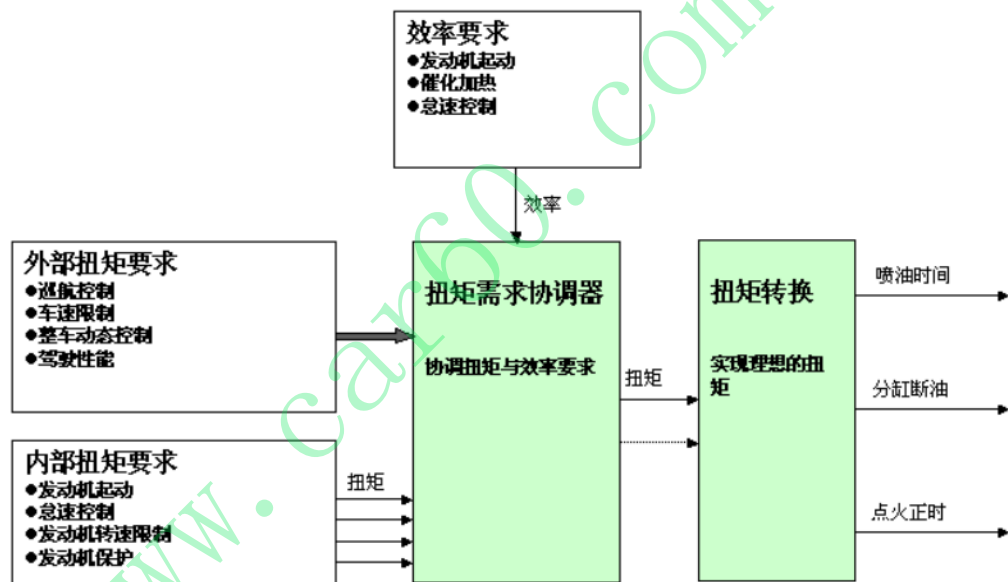 效率要求
●发动机起动
●催化加热
●怠速控制
效率
外部扭矩要求
●巡航控制
●车速限制
●整车动态控制
●驾驶性能
内部扭矩要求
●发动机起动
●怠速控制
●发动机转速限制
●发动机保护
扭矩
扭矩需求协调器
协调扭矩与效率要求
扭矩
扭矩转换
实现理想的扭
矩
喷油时间
分缸断油
点火正时
www.car60.com